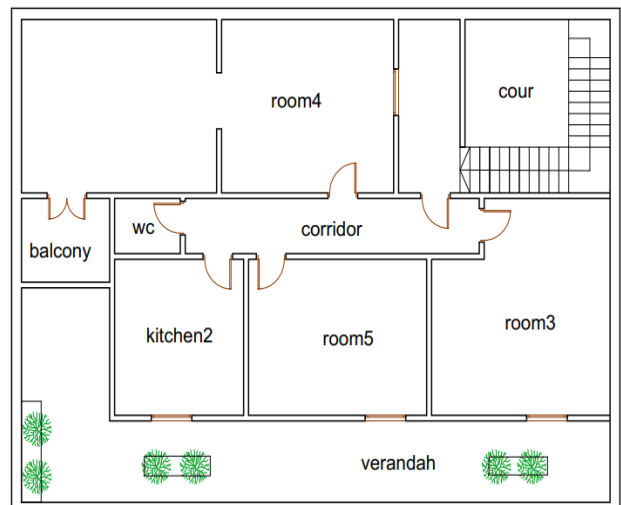 cour
room4
wc
corridor
balcony
kitchen2
room5
room3
verandah